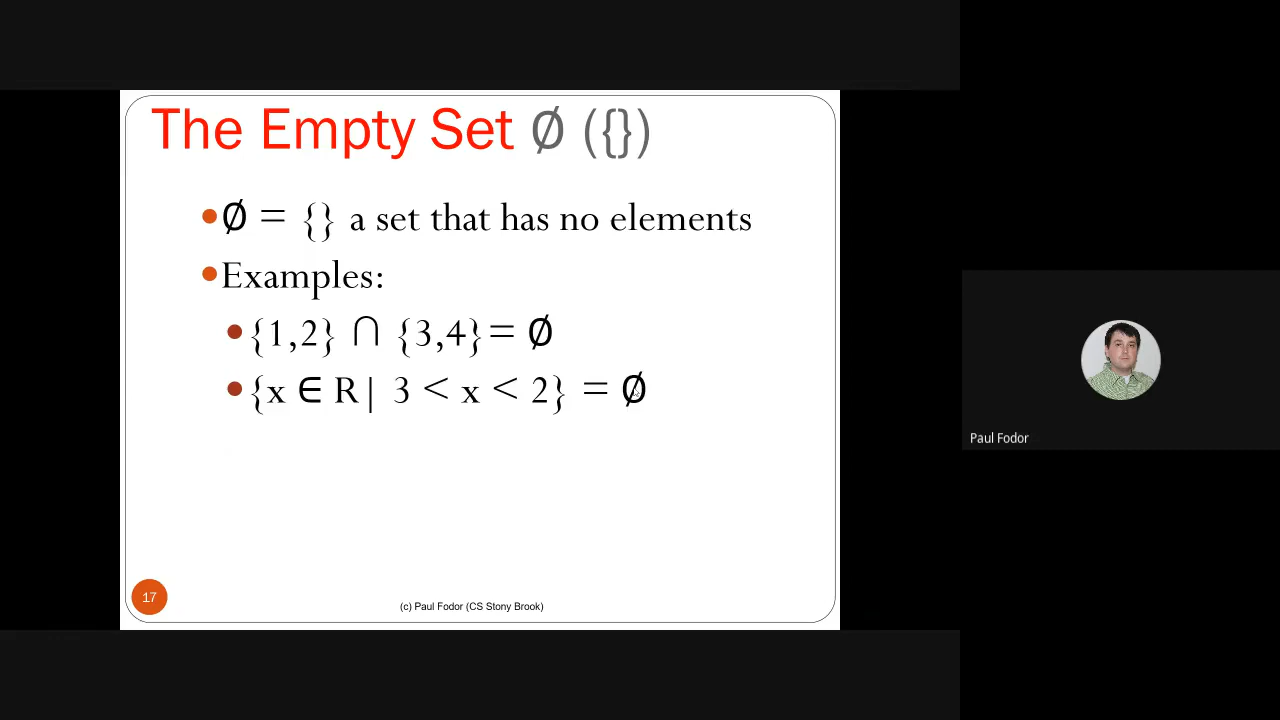 The Empty Set Ø ({})
•Ø = {} a set that has no elements
•Examples:
•{1,2} ∩ {3,4}= Ø
•{x ∈ R| 3 < x < 2} = Ø
17
(c) Paul Fodor (CS Stony Brook)
Paul Fodor